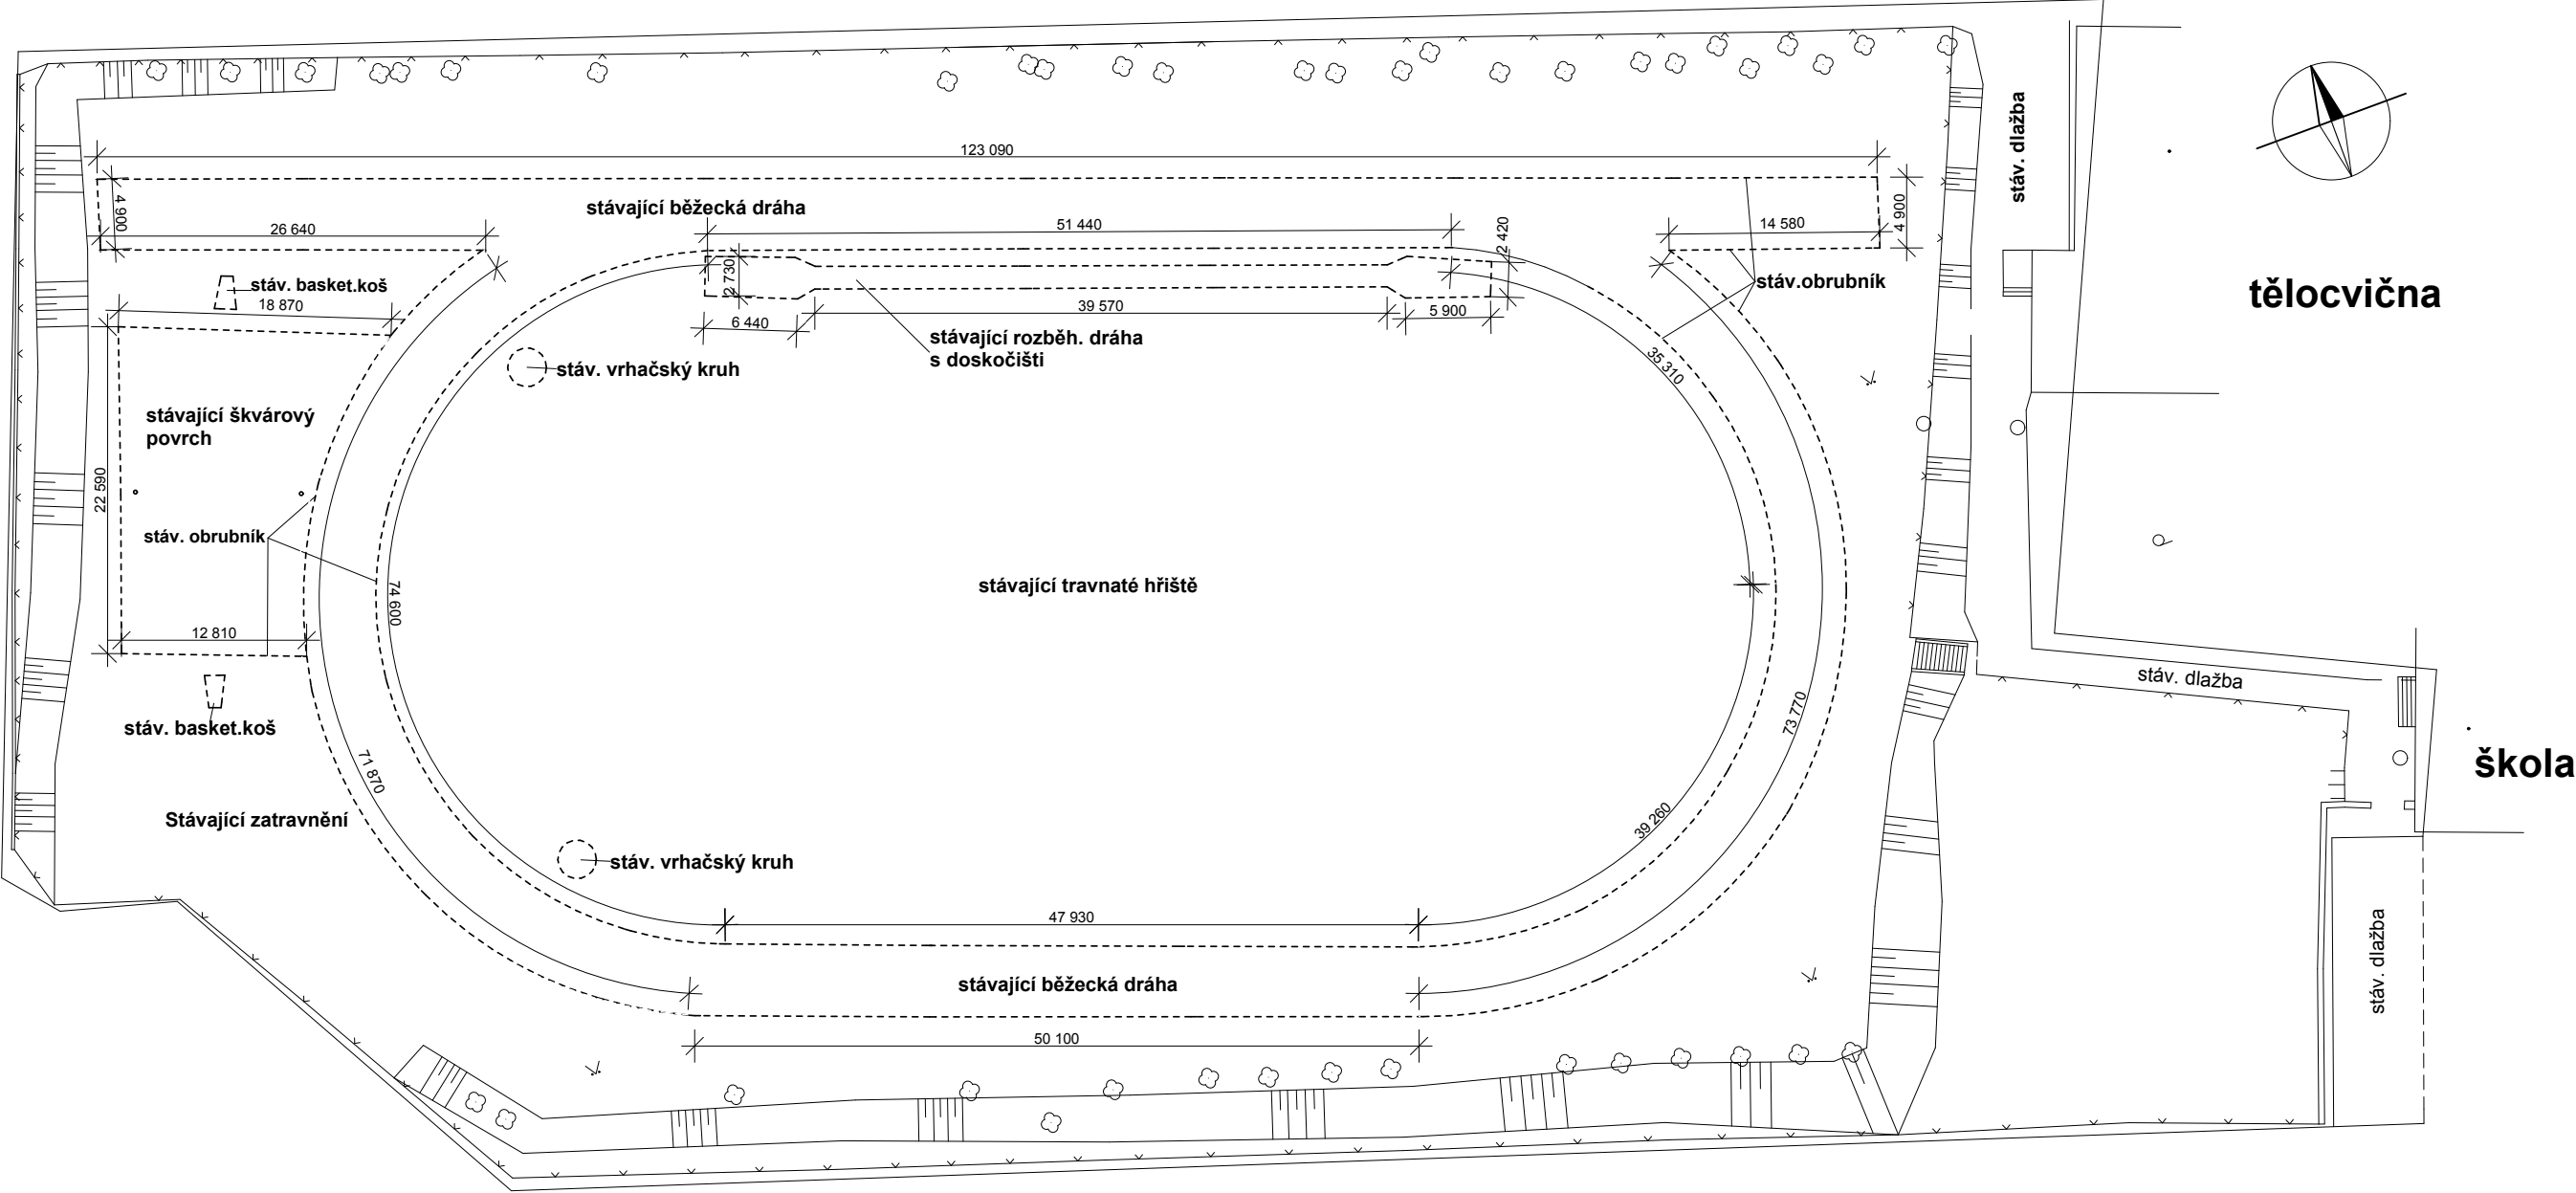 123 090
stáv. dlažba
4 900
stávající běžecká dráha
26 640
51 440
2 420
14 580
4 900
stáv. basket.koš
18 870
2 730
stáv.obrubník
tělocvična
6 440
39 570
5 900
stávající rozběh. dráha
s doskočišti
35 310
stáv. vrhačský kruh
stávající škvárový
povrch
22 590
stáv. obrubník
74 600
stávající travnaté hřiště
12 810
stáv. dlažba
stáv. basket.koš
73 770
71 870
škola
Stávající zatravnění
39 260
stáv. vrhačský kruh
47 930
stáv. dlažba
stávající běžecká dráha
50 100